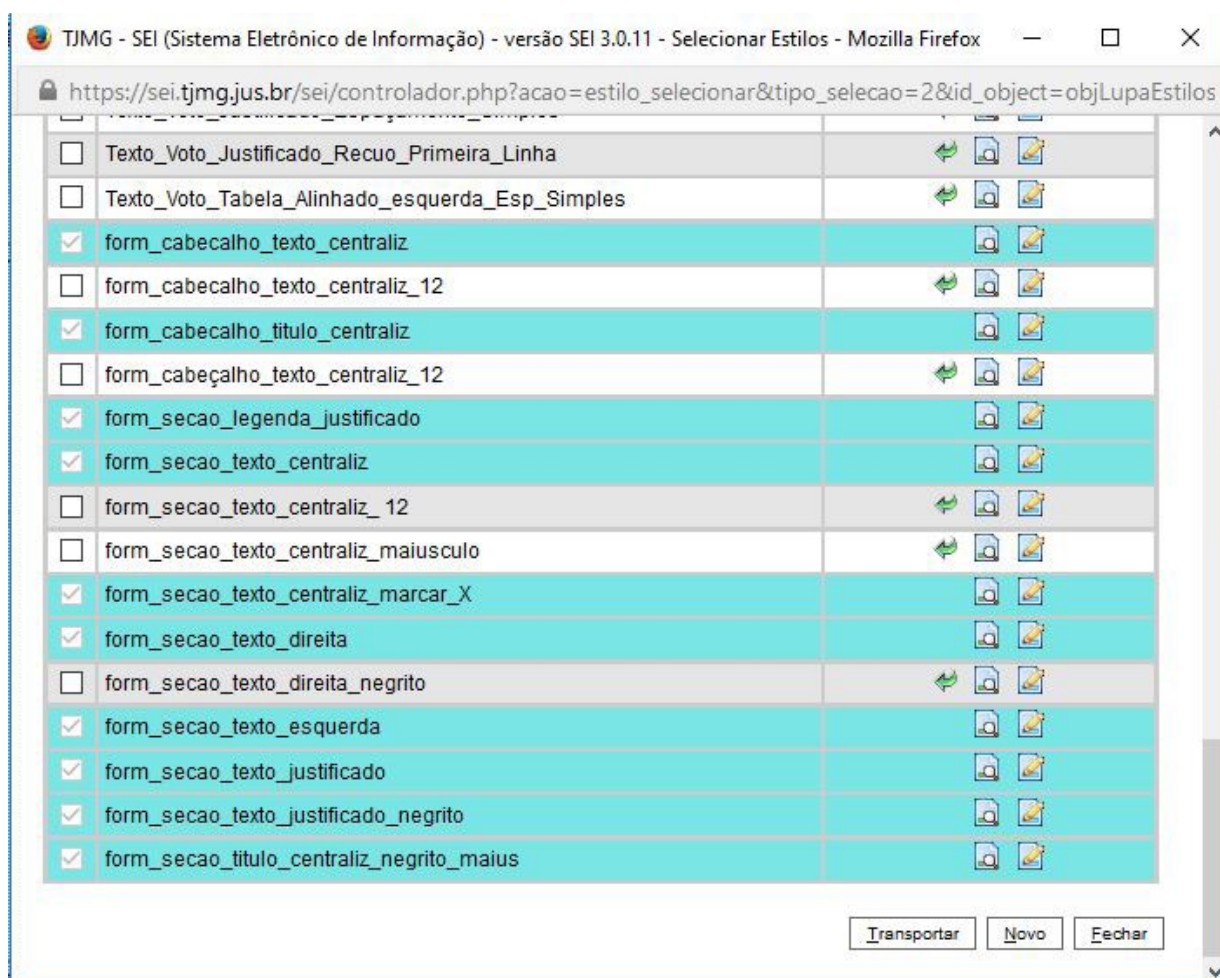 TJMG - SEI (Sistema Eletrônico de Informação) - versão SEI 3.0.11 - Selecionar Estilos - Mozilla Firefox
https://sei.tjmg.jus.br/sei/controlador.php?acao=estilo_selecionar&tipo_selecao=2&id_object=objLupaEstilos
Texto_Voto_Justificado_Espaçamento_Simples
Texto_Voto_Justificado_Recuo_Primeira_Linha
Texto_Voto_Tabela_Alinhado_esquerda_Esp_Simples
form_cabecalho_texto_centraliz
form_cabecalho_texto_centraliz_12
form_cabecalho_titulo_centraliz
form_cabeçalho_texto_centraliz_12
form_secao_legenda_justificado
form_secao_texto_centraliz
form_secao_texto_centraliz_ 12
form_secao_texto_centraliz_maiusculo
form_secao_texto_centraliz_marcar_X
form_secao_texto_direita
form_secao_texto_direita_negrito
form_secao_texto_esquerda
form_secao_texto_justificado
form_secao_texto_justificado_negrito
form_secao_titulo_centraliz_negrito_maius
Transportar Novo Fechar